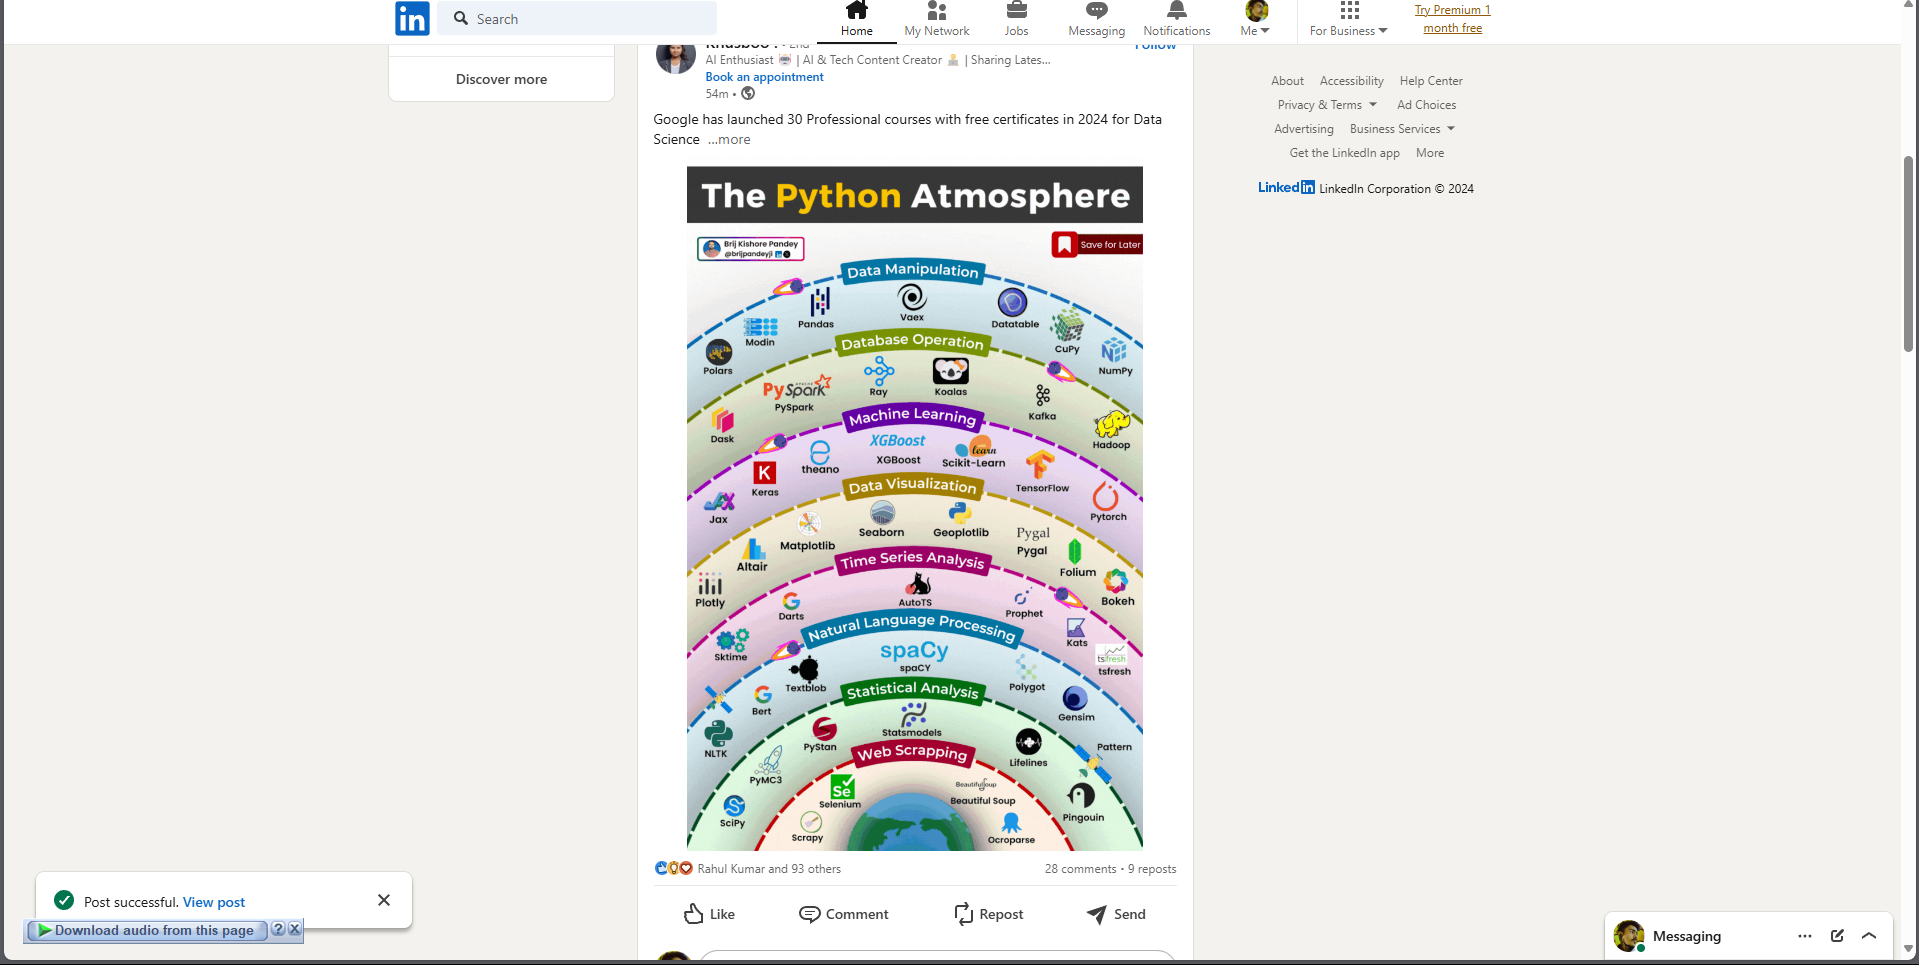 Search
Home
My Network
Jobs
Messaging
Notifications
Me
For Business
Try Premium 1
month free
Discover more
Khusboo . • 2nd
Follow
AI Enthusiast | AI & Tech Content Creator | Sharing Lates...
Book an appointment
54m •
Google has launched 30 Professional courses with free certificates in 2024 for Data
Science ...more
The Python Atmosphere
Brij Kishore Pandey
@brijpandeyji
Save for Later
Data Manipulation
Pandas
Vaex
Datatable
Modin
CuPy
Polars
NumPy
Database Operation
PySpark
PySpark
Ray
Koalas
Kafka
Dask
Hadoop
Machine Learning
XGBoost
XGBoost
learn
Scikit-Learn
theano
K
Keras
TensorFlow
Jax
Pytorch
Data Visualization
Seaborn
Geoplotlib
Pygal
Pygal
Matplotlib
Altair
Folium
Plotly
Bokeh
Time Series Analysis
AutoTS
Darts
Prophet
Kats
Sktime
tsfresh
tsfresh
Natural Language Processing
spaCy
spaCY
Textblob
Polygot
Bert
Gensim
NLTK
Pattern
Statistical Analysis
Statsmodels
PyStan
Lifelines
PyMC3
SciPy
Pingouin
Web Scrapping
Se
Selenium
BeautifulSoup
Beautiful Soup
Scrapy
Ocroparse
Rahul Kumar and 93 others
28 comments • 9 reposts
Like
Comment
Repost
Send
About Accessibility Help Center
Privacy & Terms Ad Choices
Advertising Business Services
Get the LinkedIn app More
LinkedIn LinkedIn Corporation © 2024
Post successful. View post
Download audio from this page
Messaging